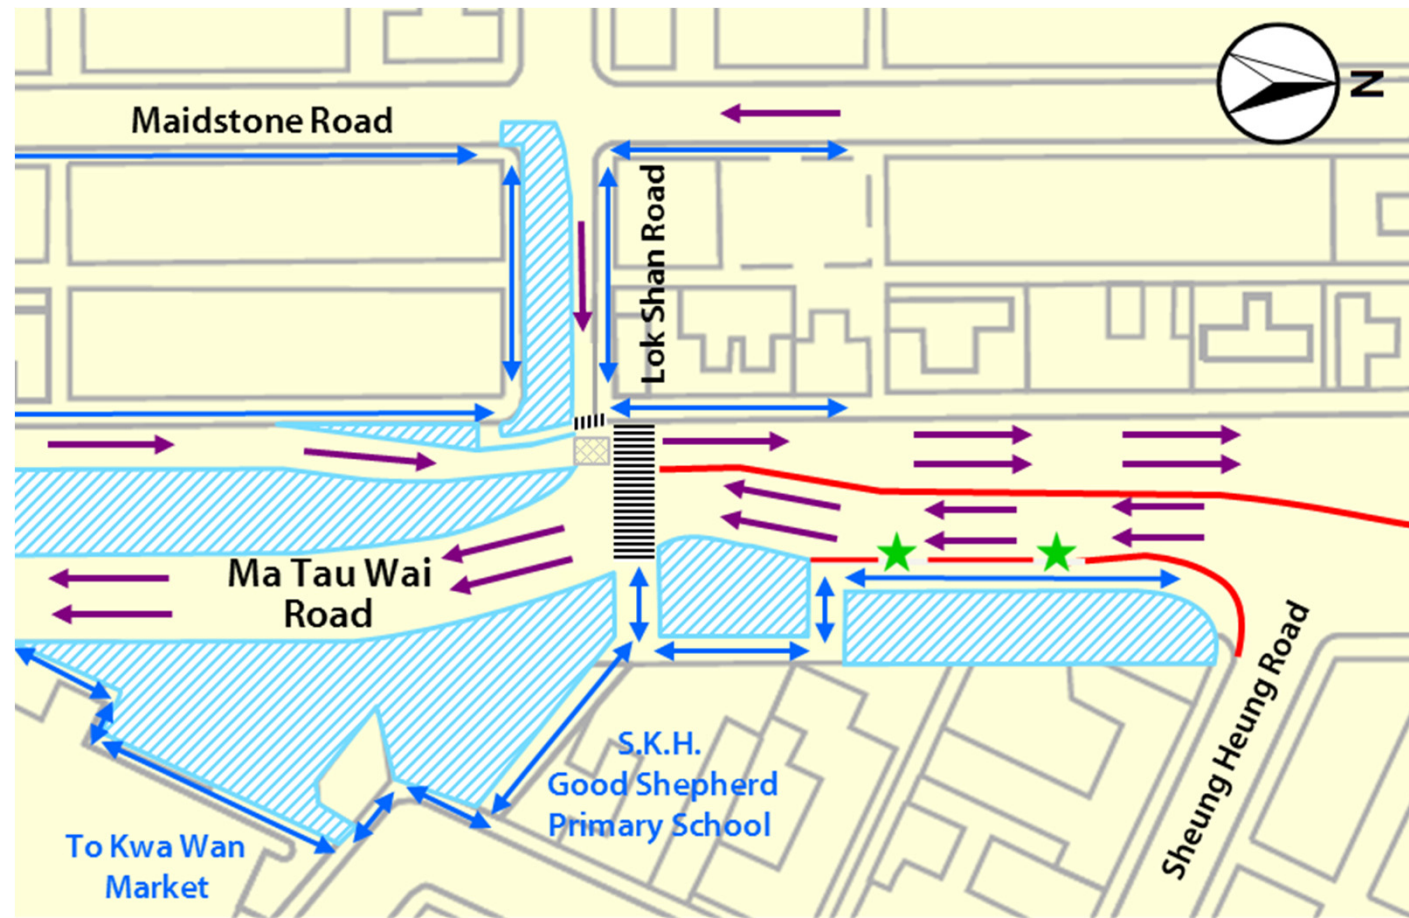 Maidstone Road
N
Lok Shan Road
Ma Tau Wai
Road
Sheung Heung Road
S.K.H.
Good Shepherd
Primary School
To Kwa Wan
Market